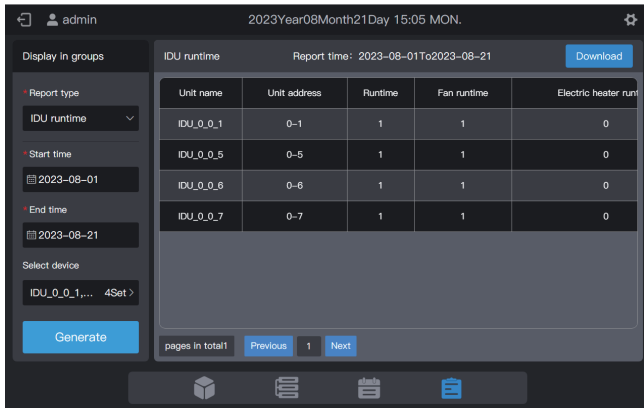 admin
2023Year08Month21Day 15:05 MON.
Display in groups
* Report type
IDU runtime
* Start time
2023-08-01
* End time
2023-08-21
Select device
IDU_0_0_1,... 4Set >
Generate
IDU runtime
Report time: 2023-08-01To2023-08-21
Download
Unit name Unit address Runtime Fan runtime Electric heater runt
IDU_0_0_1 0-1 1 1 0
IDU_0_0_5 0-5 1 1 0
IDU_0_0_6 0-6 1 1 0
IDU_0_0_7 0-7 1 1 0
pages in total1 Previous 1 Next